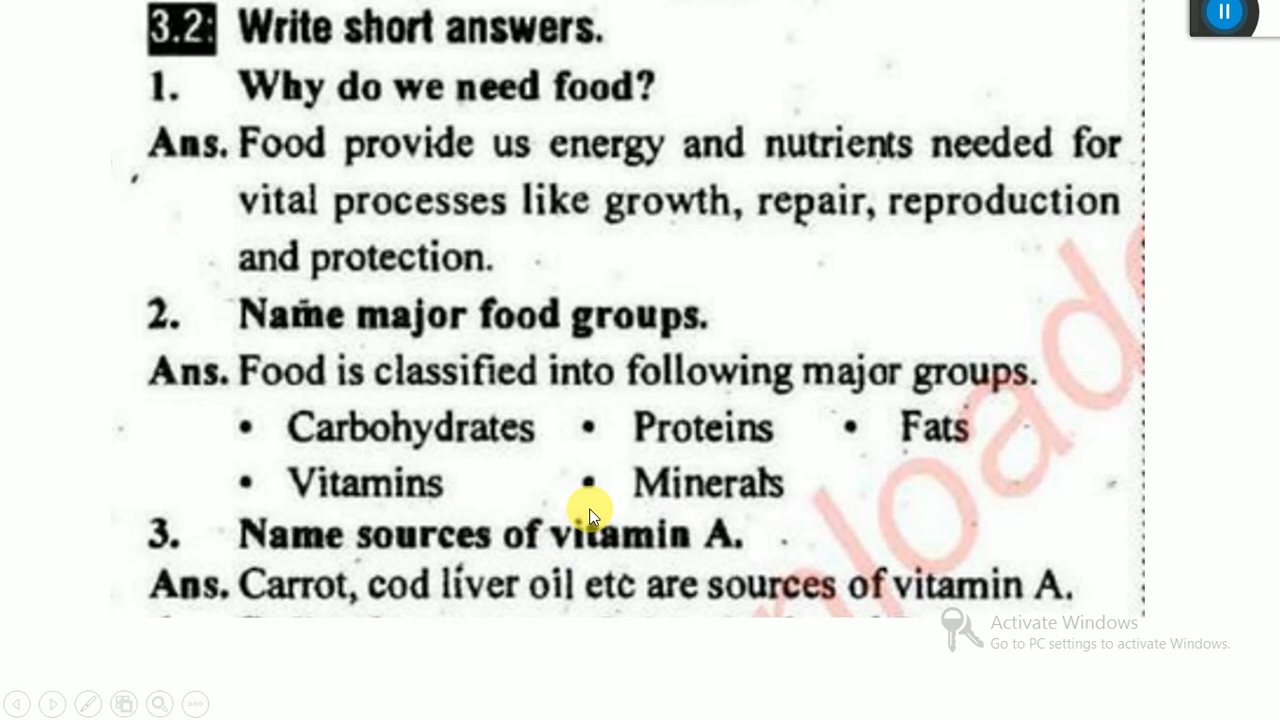 3.2: Write short answers.
1. Why do we need food?
Ans. Food provide us energy and nutrients needed for
vital processes like growth, repair, reproduction
and protection.
2. Name major food groups.
Ans. Food is classified into following major groups.
• Carbohydrates • Proteins • Fats
• Vitamins • Minerals
3. Name sources of vitamin A.
Ans. Carrot, cod liver oil etc are sources of vitamin A.
Activate Windows
Go to PC settings to activate Windows.